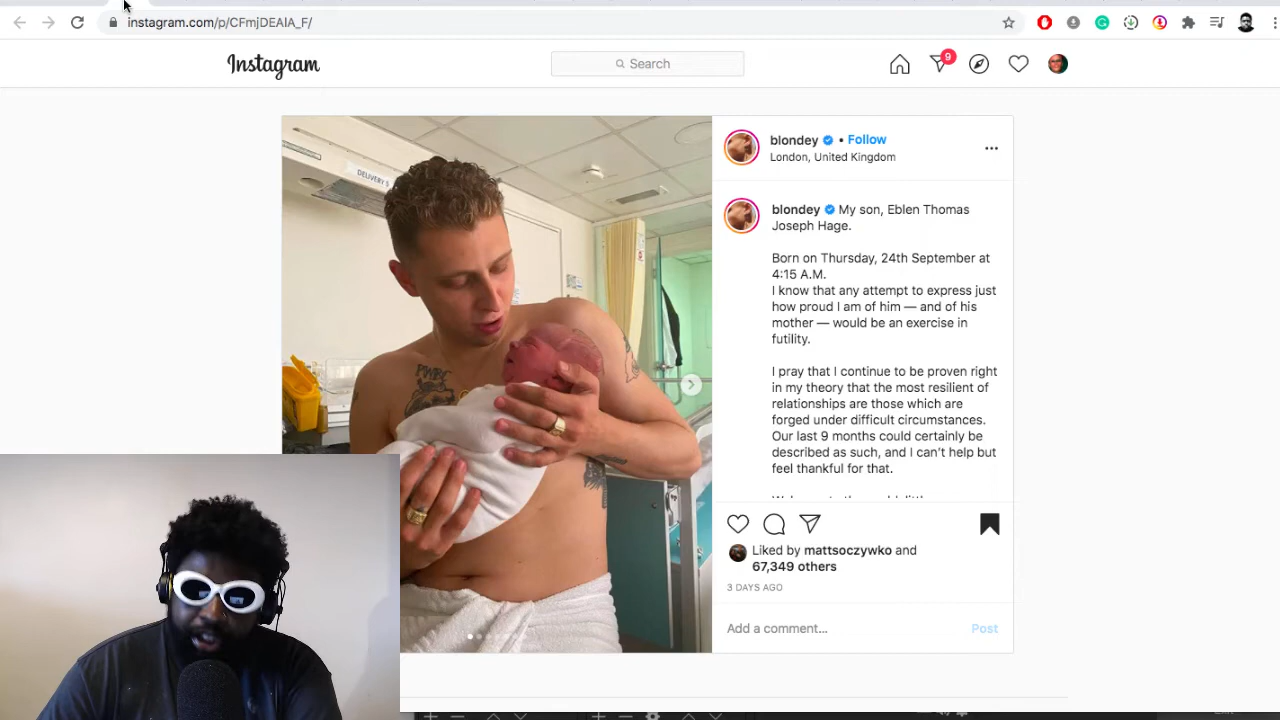 instagram.com/p/CFmjDEAIA_F/
Instagram
Search
9
DELIVERY 5
blondey • Follow
London, United Kingdom
blondey My son, Eblen Thomas
Joseph Hage.
Born on Thursday, 24th September at
4:15 A.M.
I know that any attempt to express just
how proud I am of him — and of his
mother — would be an exercise in
futility.
I pray that I continue to be proven right
in my theory that the most resilient of
relationships are those which are
forged under difficult circumstances.
Our last 9 months could certainly be
described as such, and I can't help but
feel thankful for that.
PWBC
Liked by mattsoczywko and
67,349 others
3 DAYS AGO
Add a comment...
Post